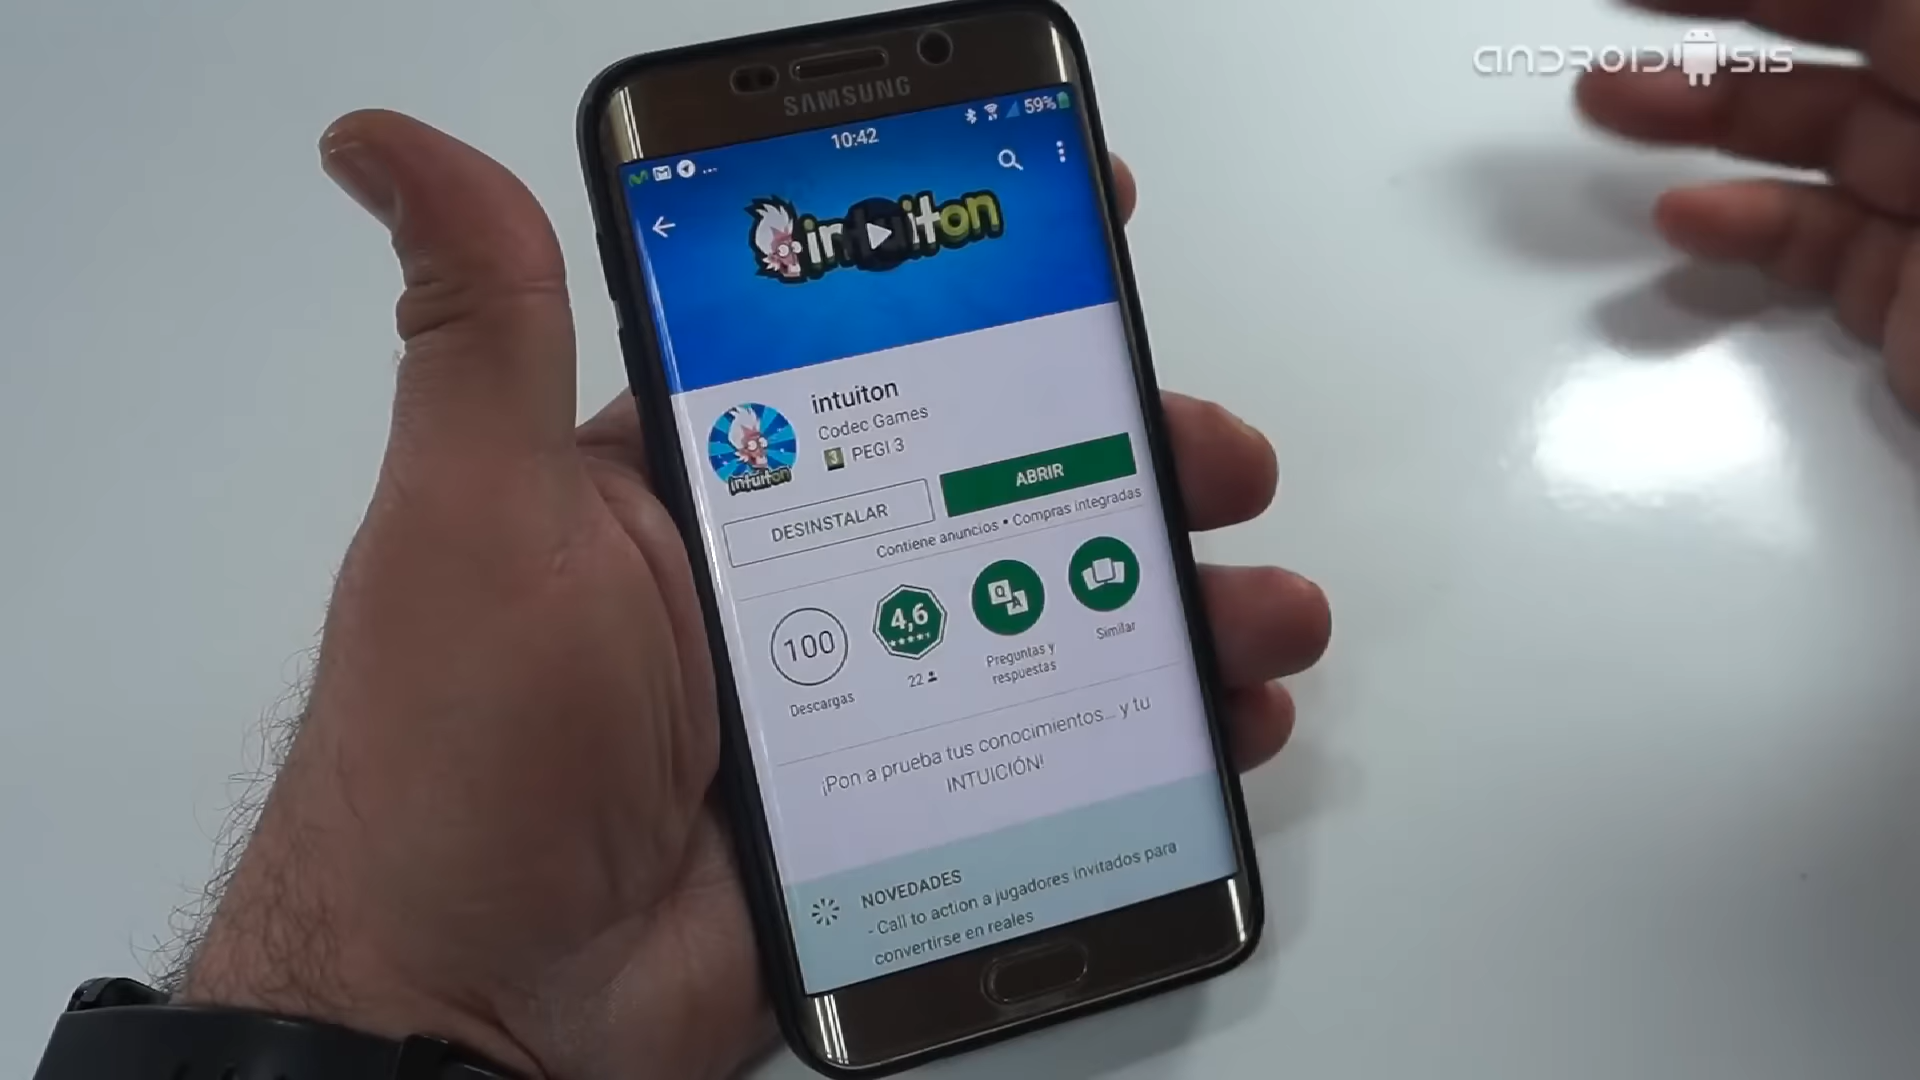 ANDROIDSIS
SAMSUNG
10:42
59%
intuiton
intuiton
Codec Games
3 PEGI 3
intuiton
DESINSTALAR
ABRIR
Contiene anuncios • Compras integradas
100
Descargas
4,6
22
Q A
Preguntas y
respuestas
Similar
¡Pon a prueba tus conocimientos... y tu
INTUICIÓN!
NOVEDADES
- Call to action a jugadores invitados para
convertirse en reales